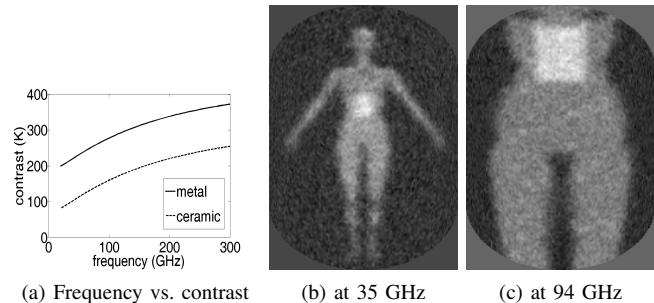 400
300
200
100
0
contrast (K)
metal
ceramic
0 100 200 300
frequency (GHz)
(a) Frequency vs. contrast
(b) at 35 GHz
(c) at 94 GHz